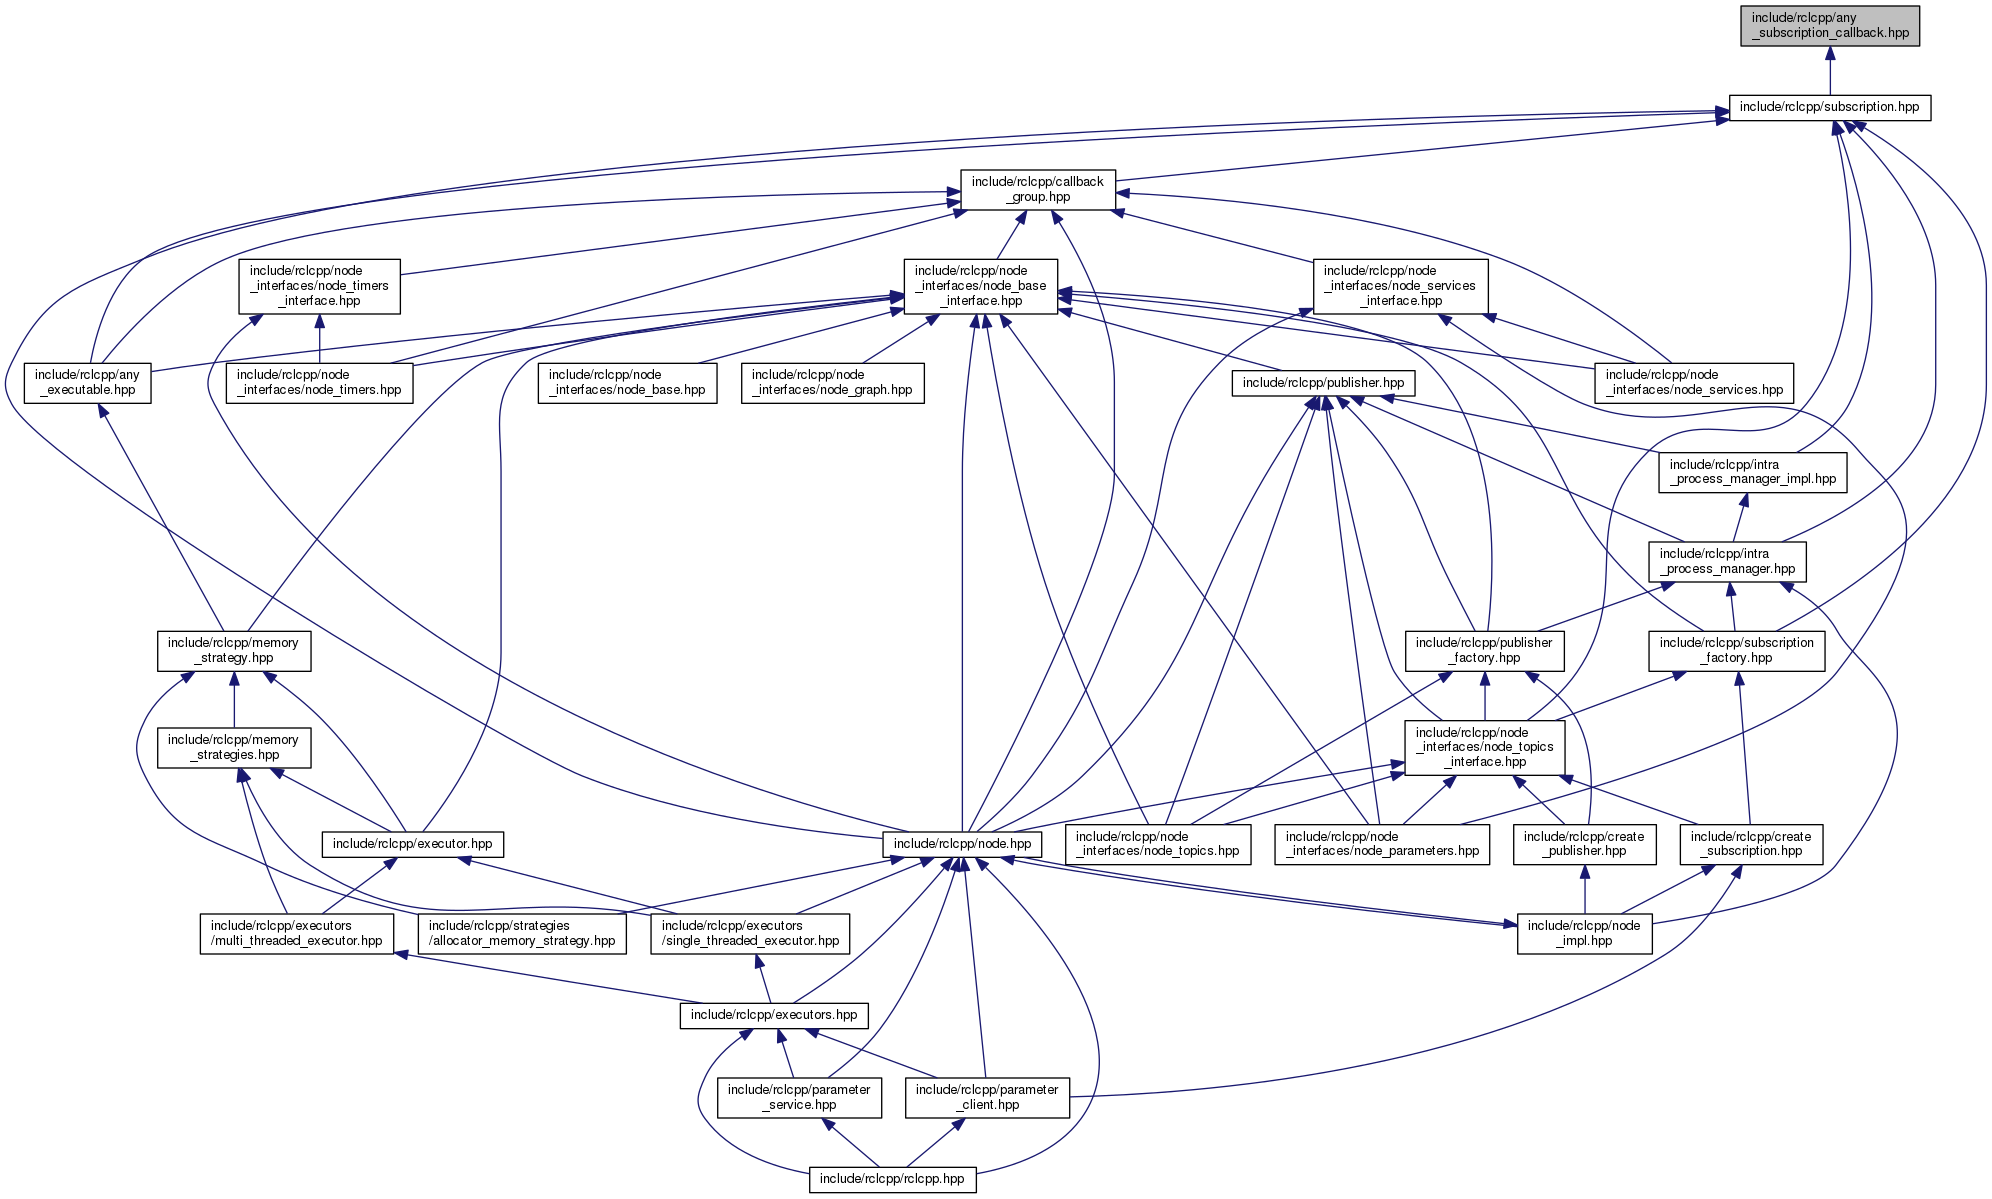 include/rclcpp/any
_subscription_callback.hpp
include/rclcpp/subscription.hpp
include/rclcpp/callback
_group.hpp
include/rclcpp/node
_interfaces/node_timers
_interface.hpp
include/rclcpp/node
_interfaces/node_base
_interface.hpp
include/rclcpp/node
_interfaces/node_services
_interface.hpp
include/rclcpp/any
_executable.hpp
include/rclcpp/node
_interfaces/node_timers.hpp
include/rclcpp/node
_interfaces/node_base.hpp
include/rclcpp/node
_interfaces/node_graph.hpp
include/rclcpp/publisher.hpp
include/rclcpp/node
_interfaces/node_services.hpp
include/rclcpp/intra
_process_manager_impl.hpp
include/rclcpp/intra
_process_manager.hpp
include/rclcpp/memory
_strategy.hpp
include/rclcpp/publisher
_factory.hpp
include/rclcpp/subscription
_factory.hpp
include/rclcpp/memory
_strategies.hpp
include/rclcpp/node
_interfaces/node_topics
_interface.hpp
include/rclcpp/executor.hpp
include/rclcpp/node.hpp
include/rclcpp/node
_interfaces/node_topics.hpp
include/rclcpp/node
_interfaces/node_parameters.hpp
include/rclcpp/create
_publisher.hpp
include/rclcpp/create
_subscription.hpp
include/rclcpp/executors
/multi_threaded_executor.hpp
include/rclcpp/strategies
/allocator_memory_strategy.hpp
include/rclcpp/executors
/single_threaded_executor.hpp
include/rclcpp/node
_impl.hpp
include/rclcpp/executors.hpp
include/rclcpp/parameter
_service.hpp
include/rclcpp/parameter
_client.hpp
include/rclcpp/rclcpp.hpp